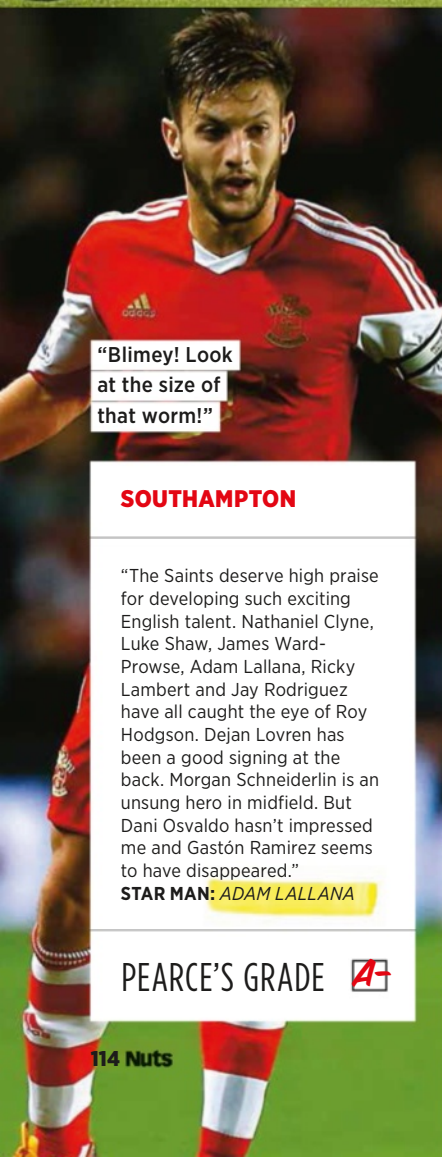 adidas
“Blimey! Look
at the size of
that worm!”
SOUTHAMPTON
“The Saints deserve high praise
for developing such exciting
English talent. Nathaniel Clyne,
Luke Shaw, James Ward-
Prowse, Adam Lallana, Ricky
Lambert and Jay Rodriguez
have all caught the eye of Roy
Hodgson. Dejan Lovren has
been a good signing at the
back. Morgan Schneiderlin is an
unsung hero in midfield. But
Dani Osvaldo hasn’t impressed
me and Gastón Ramirez seems
to have disappeared.”
STAR MAN: ADAM LALLANA
PEARCE’S GRADE A-
114 Nuts